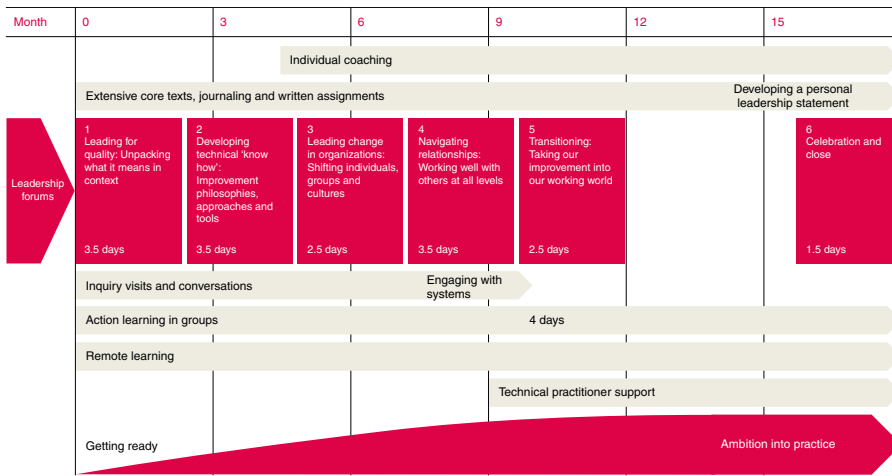 Month 0 3 6 9 12 15
Individual coaching
Extensive core texts, journaling and written assignments
Developing a personal
leadership statement
Leadership
forums
1
Leading for
quality: Unpacking
what it means in
context
3.5 days
2
Developing
technical ‘know
how’:
Improvement
philosophies,
approaches and
tools
3.5 days
3
Leading change
in organizations:
Shifting individuals,
groups and
cultures
2.5 days
4
Navigating
relationships:
Working well with
others at all levels
3.5 days
5
Transitioning:
Taking our
improvement into
our working world
2.5 days
6
Celebration and
close
1.5 days
Inquiry visits and conversations
Engaging with
systems
Action learning in groups
4 days
Remote learning
Technical practitioner support
Getting ready
Ambition into practice